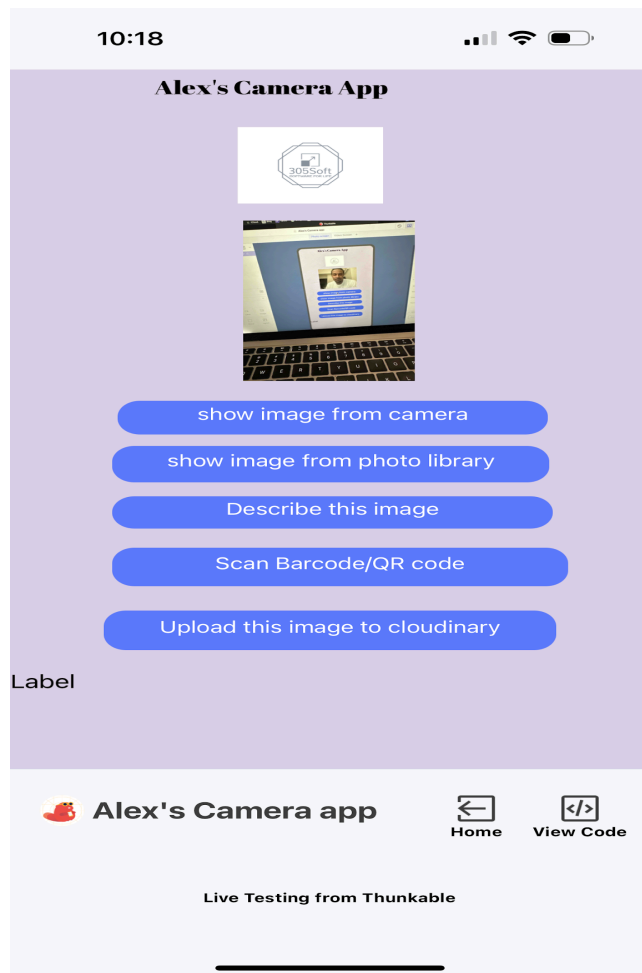 10:18
Alex's Camera App
305Soft
show image from camera
show image from photo library
Describe this image
Scan Barcode/QR code
Upload this image to cloudinary
Label
Alex's Camera app
Home
View Code
Live Testing from Thunkable